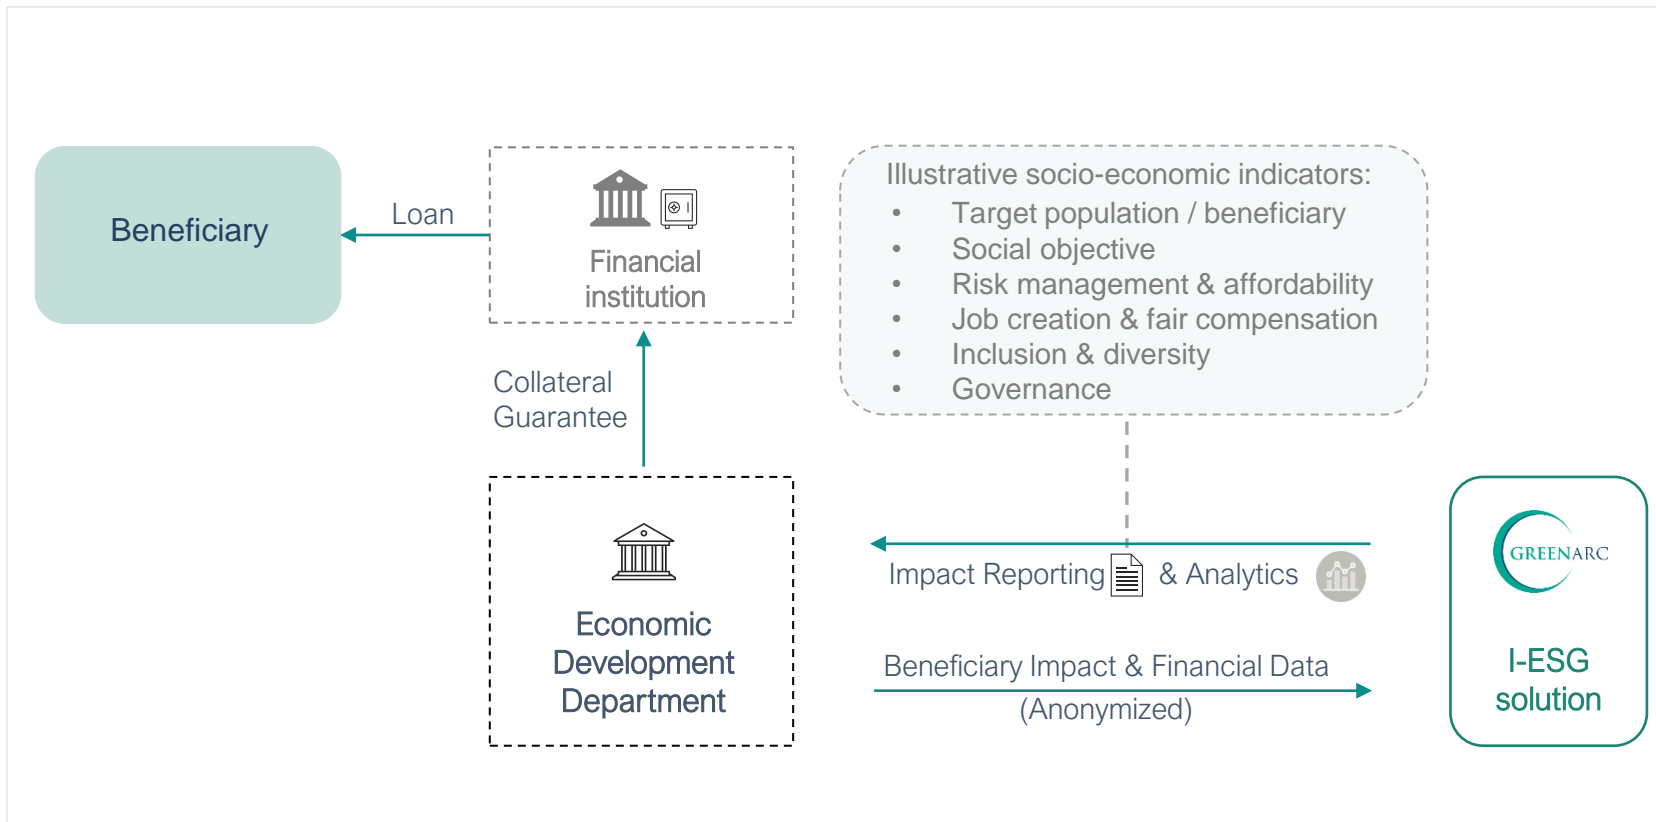 Beneficiary
Loan
Financial
institution
Illustrative socio-economic indicators:
• Target population / beneficiary
• Social objective
• Risk management & affordability
• Job creation & fair compensation
• Inclusion & diversity
• Governance
Collateral
Guarantee
Economic
Development
Department
Impact Reporting & Analytics
Beneficiary Impact & Financial Data
(Anonymized)
GREENARC
I-ESG
solution